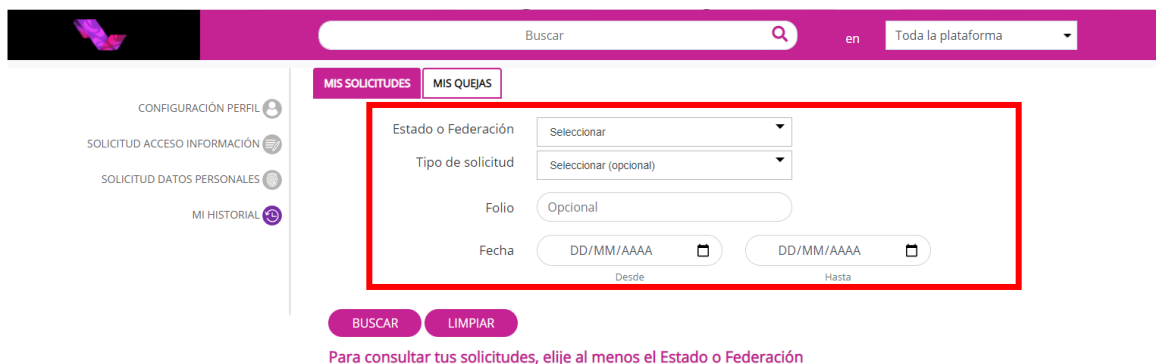 Buscar
en
Toda la plataforma
MIS SOLICITUDES
MIS QUEJAS
CONFIGURACIÓN PERFIL
SOLICITUD ACCESO INFORMACIÓN
SOLICITUD DATOS PERSONALES
MI HISTORIAL
Estado o Federación
Seleccionar
Tipo de solicitud
Seleccionar (opcional)
Folio
Opcional
Fecha
DD/MM/AAAA
DD/MM/AAAA
Desde
Hasta
BUSCAR
LIMPIAR
Para consultar tus solicitudes, elije al menos el Estado o Federación